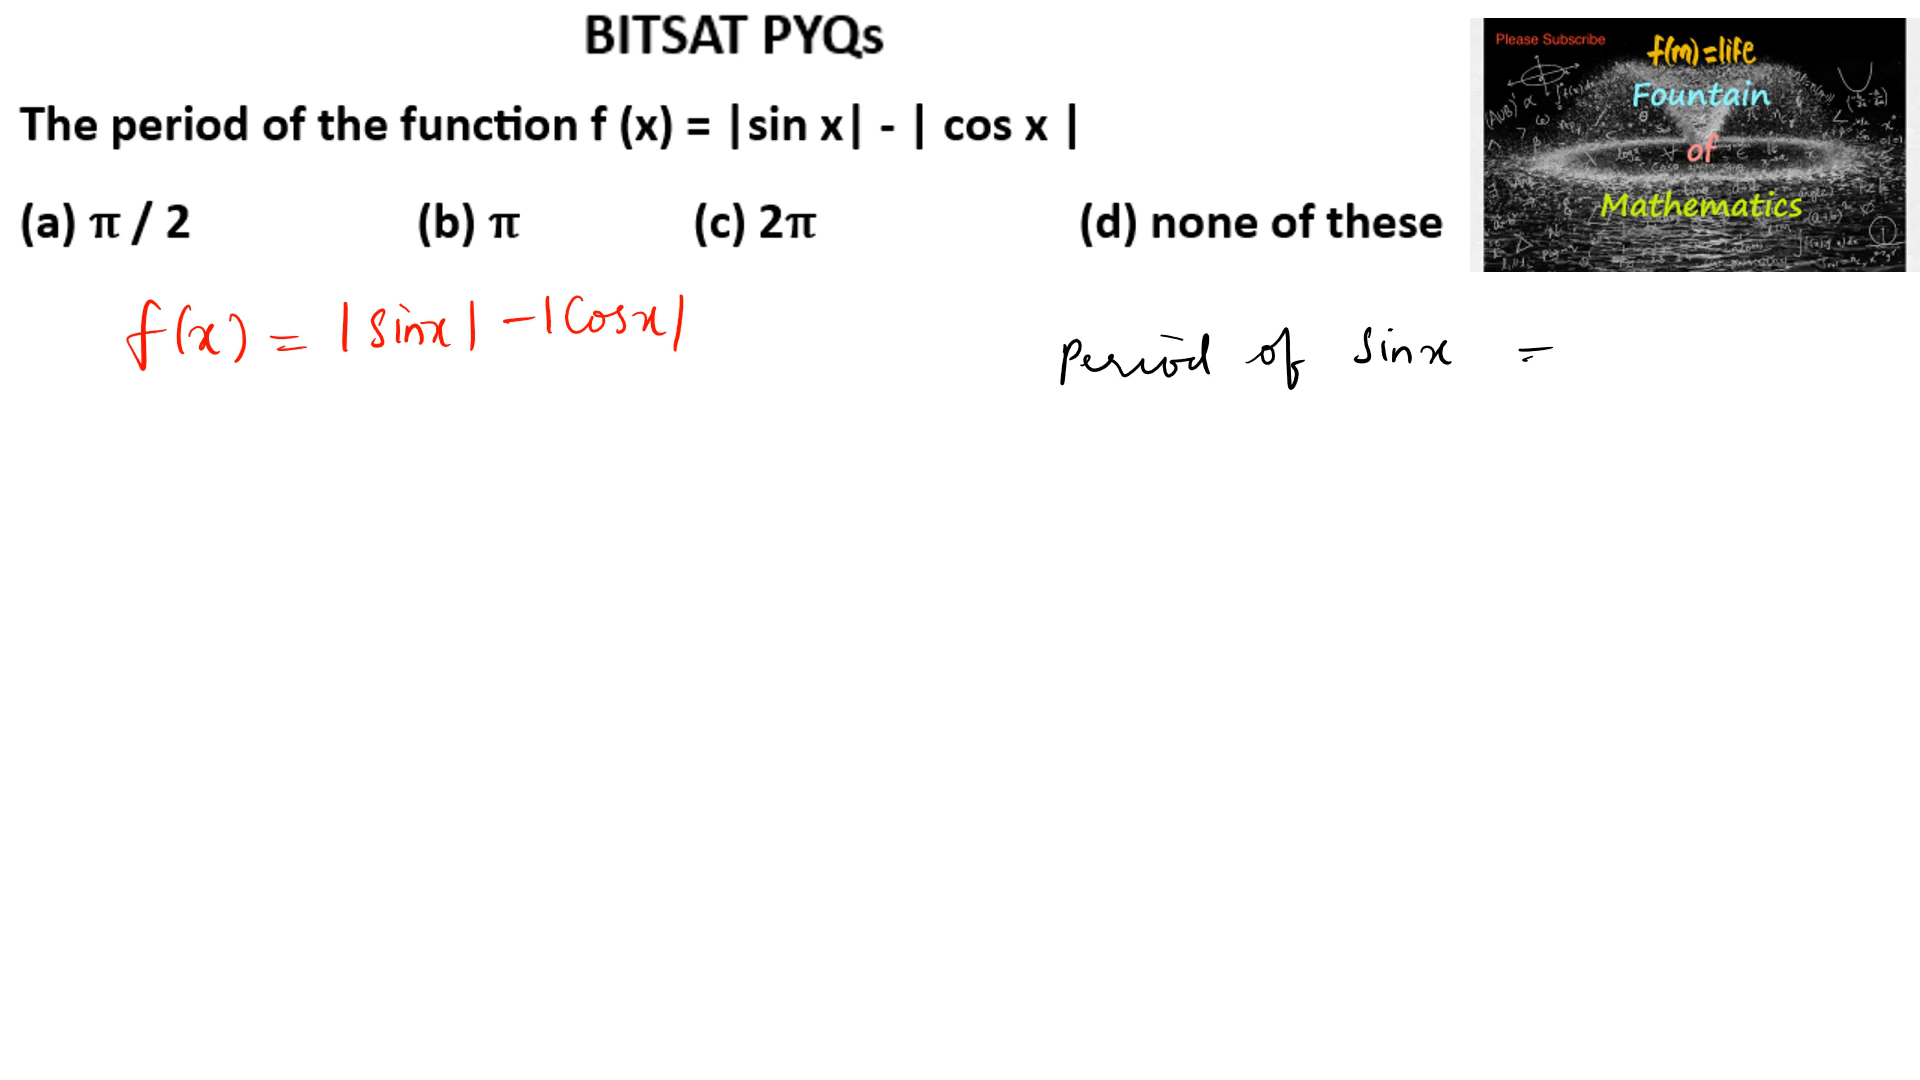 BITSAT PYQs
Please Subscribe
f(m)=life
Fountain
of
Mathematics
The period of the function f (x) = |sin x| - | cos x |
(a) π / 2 (b) π (c) 2π (d) none of these
f(x) = |sinx| - |Cosx|
Period of Sinx =